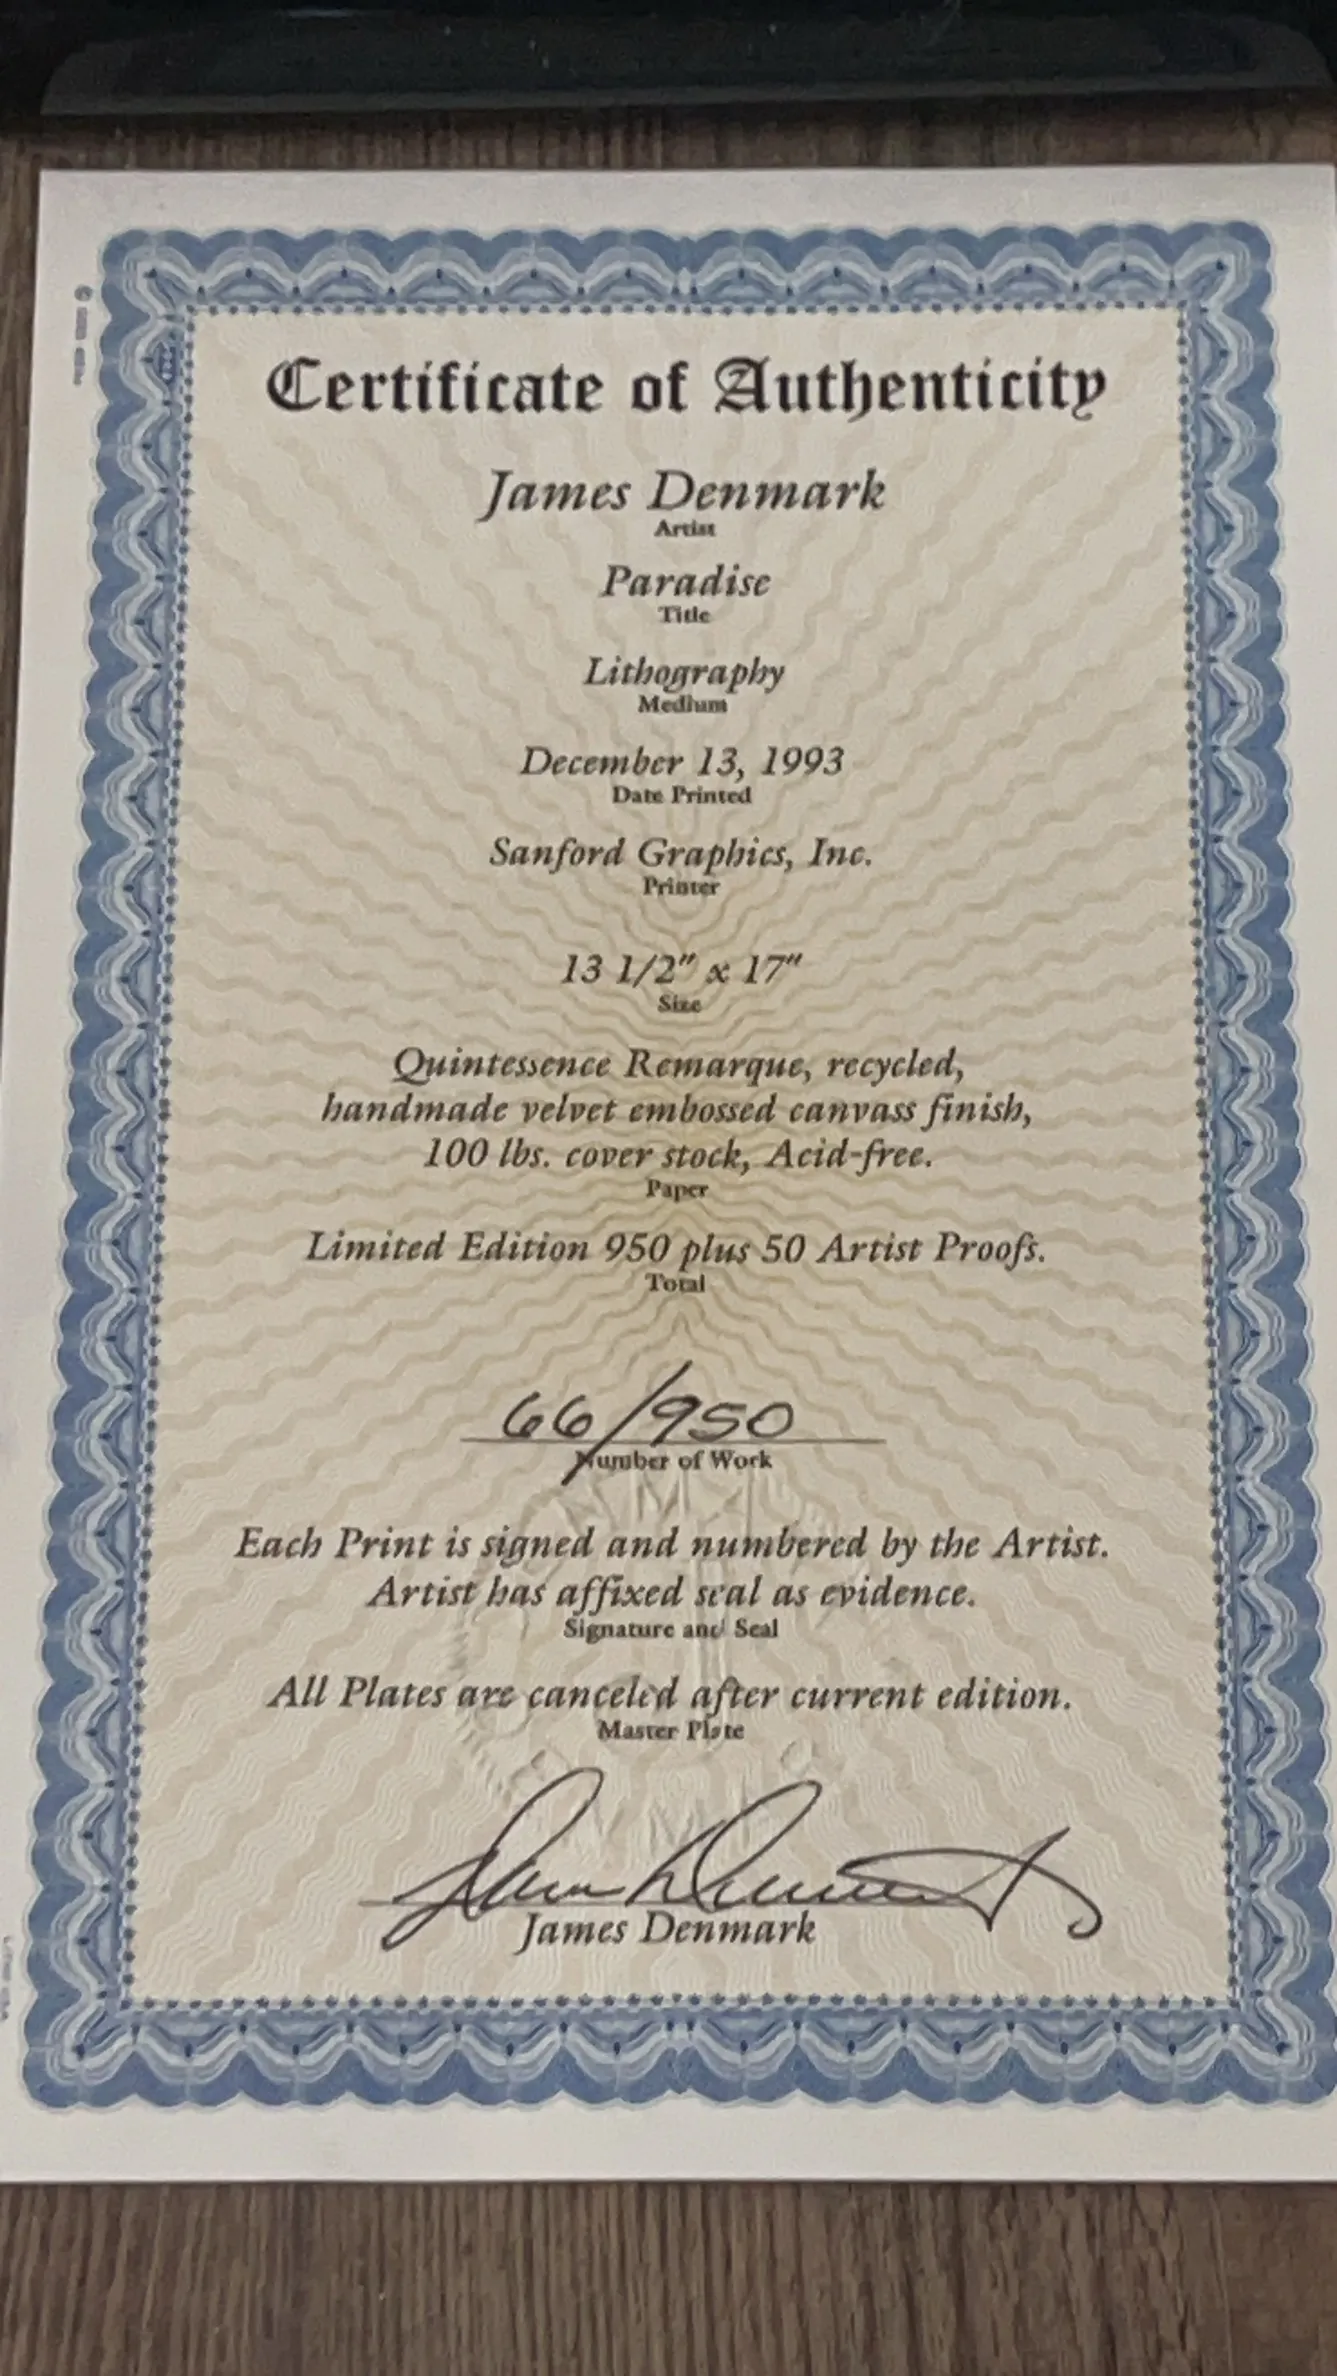 Certificate of Authenticity
James Denmark
Artist
Paradise
Title
Lithography
Medium
December 13, 1993
Date Printed
Sanford Graphics, Inc.
Printer
13 1/2" x 17"
Size
Quintessence Remarque, recycled,
handmade velvet embossed canvass finish,
100 lbs. cover stock, Acid-free.
Paper
Limited Edition 950 plus 50 Artist Proofs.
Total
66/950
Number of Work
Each Print is signed and numbered by the Artist.
Artist has affixed seal as evidence.
Signature and Seal
All Plates are canceled after current edition.
Master Plate
James Denmark
James Denmark